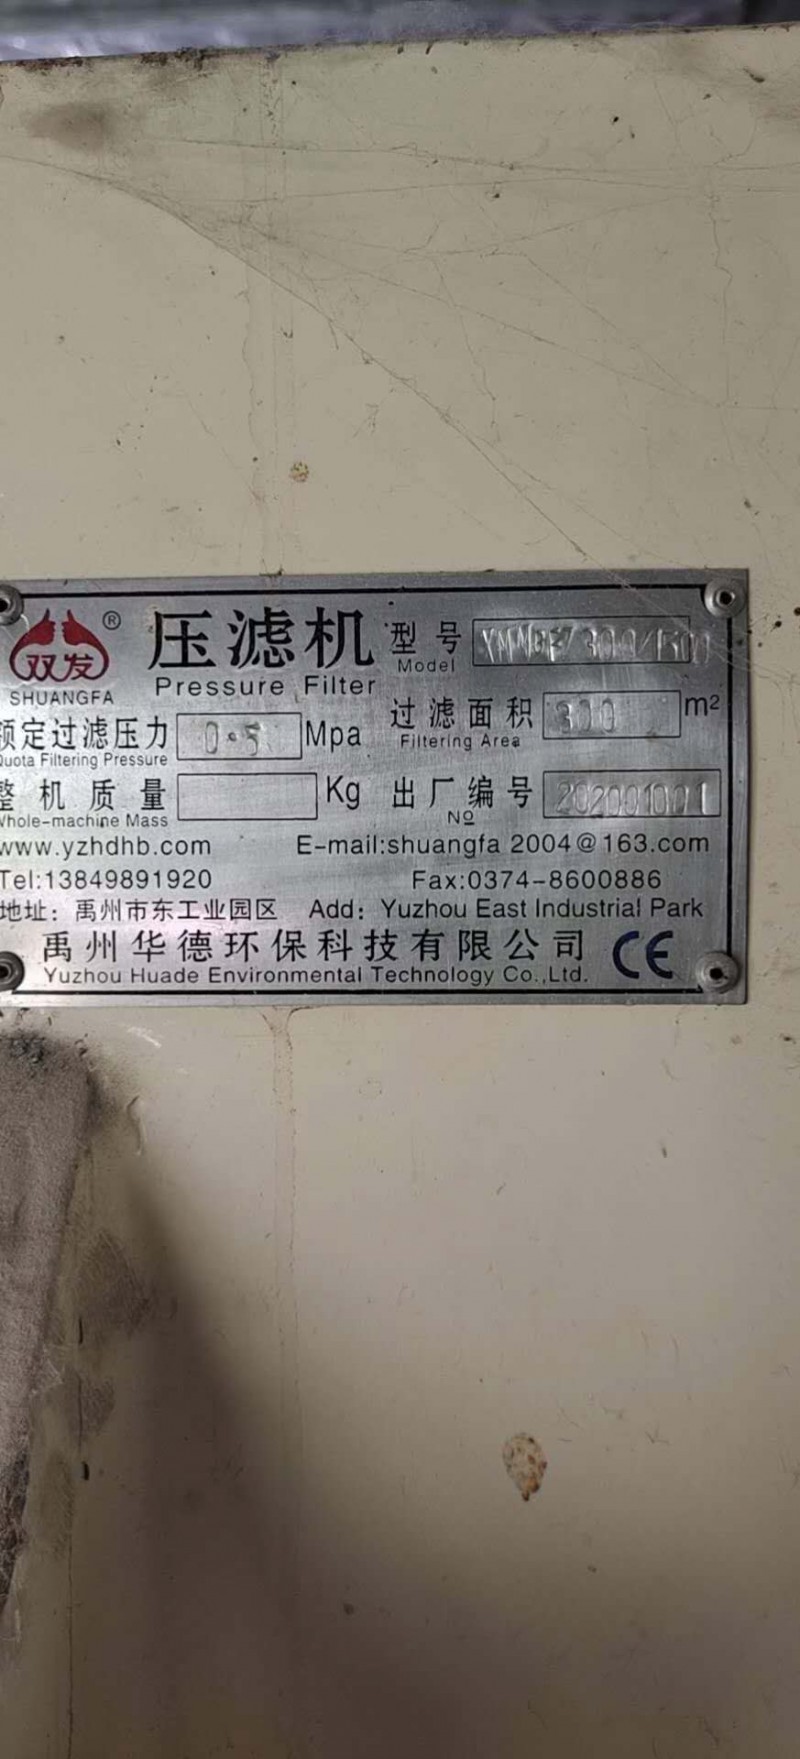 双发®
SHUANGFA
压滤机
Pressure Filter
型号
Model
额定过滤压力 0.5 Mpa
Quota Filtering Pressure
过滤面积 300 m²
Filtering Area
整机质量 Kg
Whole-machine Mass
出厂编号 202001001
No
www.yzhdhb.com E-mail:shuangfa 2004@163.com
Tel:13849891920 Fax:0374-8600886
地址：禹州市东工业园区 Add：Yuzhou East Industrial Park
禹州华德环保科技有限公司 CE
Yuzhou Huade Environmental Technology Co.,Ltd.